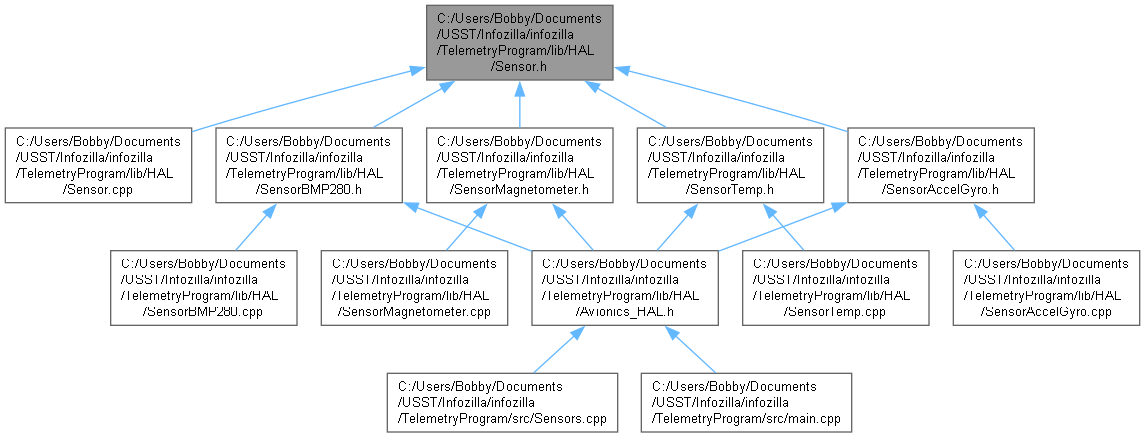 C:/Users/Bobby/Documents
/USST/Infozilla/infozilla
/TelemetryProgram/lib/HAL
/Sensor.h
C:/Users/Bobby/Documents
/USST/Infozilla/infozilla
/TelemetryProgram/lib/HAL
/Sensor.cpp
C:/Users/Bobby/Documents
/USST/Infozilla/infozilla
/TelemetryProgram/lib/HAL
/SensorBMP280.h
C:/Users/Bobby/Documents
/USST/Infozilla/infozilla
/TelemetryProgram/lib/HAL
/SensorMagnetometer.h
C:/Users/Bobby/Documents
/USST/Infozilla/infozilla
/TelemetryProgram/lib/HAL
/SensorTemp.h
C:/Users/Bobby/Documents
/USST/Infozilla/infozilla
/TelemetryProgram/lib/HAL
/SensorAccelGyro.h
C:/Users/Bobby/Documents
/USST/Infozilla/infozilla
/TelemetryProgram/lib/HAL
/SensorBMP280.cpp
C:/Users/Bobby/Documents
/USST/Infozilla/infozilla
/TelemetryProgram/lib/HAL
/SensorMagnetometer.cpp
C:/Users/Bobby/Documents
/USST/Infozilla/infozilla
/TelemetryProgram/lib/HAL
/Avionics_HAL.h
C:/Users/Bobby/Documents
/USST/Infozilla/infozilla
/TelemetryProgram/lib/HAL
/SensorTemp.cpp
C:/Users/Bobby/Documents
/USST/Infozilla/infozilla
/TelemetryProgram/lib/HAL
/SensorAccelGyro.cpp
C:/Users/Bobby/Documents
/USST/Infozilla/infozilla
/TelemetryProgram/src/Sensors.cpp
C:/Users/Bobby/Documents
/USST/Infozilla/infozilla
/TelemetryProgram/src/main.cpp